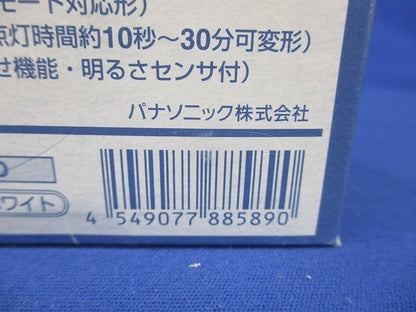 モード対応形)
点灯時間約10秒～30分可変形)
せ機能・明るさセンサ付)
パナソニック株式会社
ホワイト
4 549077 885890